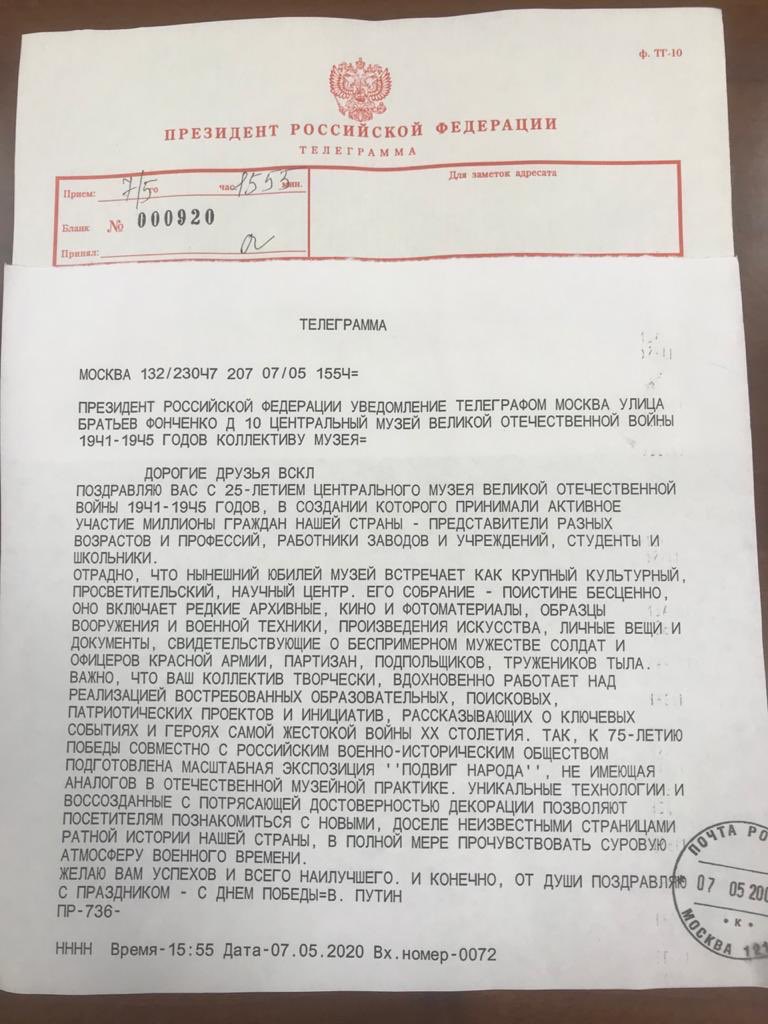 ф. ТГ-10
ПРЕЗИДЕНТ РОССИЙСКОЙ ФЕДЕРАЦИИ
ТЕЛЕГРАММА
Прием: 7/5 го час. 1553 мин.
Для заметок адресата
Бланк № 000920
Принял:
ТЕЛЕГРАММА
МОСКВА 132/230Ч7 207 07/05 155Ч=
ПРЕЗИДЕНТ РОССИЙСКОЙ ФЕДЕРАЦИИ УВЕДОМЛЕНИЕ ТЕЛЕГРАФОМ МОСКВА УЛИЦА
БРАТЬЕВ ФОНЧЕНКО Д 10 ЦЕНТРАЛЬНЫЙ МУЗЕЙ ВЕЛИКОЙ ОТЕЧЕСТВЕННОЙ ВОЙНЫ
19Ч1-19Ч5 ГОДОВ КОЛЛЕКТИВУ МУЗЕЯ=
ДОРОГИЕ ДРУЗЬЯ ВСКЛ
ПОЗДРАВЛЯЮ ВАС С 25-ЛЕТИЕМ ЦЕНТРАЛЬНОГО МУЗЕЯ ВЕЛИКОЙ ОТЕЧЕСТВЕННОЙ
ВОЙНЫ 19Ч1-19Ч5 ГОДОВ, В СОЗДАНИИ КОТОРОГО ПРИНИМАЛИ АКТИВНОЕ
УЧАСТИЕ МИЛЛИОНЫ ГРАЖДАН НАШЕЙ СТРАНЫ - ПРЕДСТАВИТЕЛИ РАЗНЫХ
ВОЗРАСТОВ И ПРОФЕССИЙ, РАБОТНИКИ ЗАВОДОВ И УЧРЕЖДЕНИЙ, СТУДЕНТЫ И
ШКОЛЬНИКИ.
ОТРАДНО, ЧТО НЫНЕШНИЙ ЮБИЛЕЙ МУЗЕЙ ВСТРЕЧАЕТ КАК КРУПНЫЙ КУЛЬТУРНЫЙ,
ПРОСВЕТИТЕЛЬСКИЙ, НАУЧНЫЙ ЦЕНТР. ЕГО СОБРАНИЕ - ПОИСТИНЕ БЕСЦЕННО,
ОНО ВКЛЮЧАЕТ РЕДКИЕ АРХИВНЫЕ, КИНО И ФОТОМАТЕРИАЛЫ, ОБРАЗЦЫ
ВООРУЖЕНИЯ И ВОЕННОЙ ТЕХНИКИ, ПРОИЗВЕДЕНИЯ ИСКУССТВА, ЛИЧНЫЕ ВЕЩИ И
ДОКУМЕНТЫ, СВИДЕТЕЛЬСТВУЮЩИЕ О БЕСПРИМЕРНОМ МУЖЕСТВЕ СОЛДАТ И
ОФИЦЕРОВ КРАСНОЙ АРМИИ, ПАРТИЗАН, ПОДПОЛЬЩИКОВ, ТРУЖЕНИКОВ ТЫЛА.
ВАЖНО, ЧТО ВАШ КОЛЛЕКТИВ ТВОРЧЕСКИ, ВДОХНОВЕННО РАБОТАЕТ НАД
РЕАЛИЗАЦИЕЙ ВОСТРЕБОВАННЫХ ОБРАЗОВАТЕЛЬНЫХ, ПОИСКОВЫХ,
ПАТРИОТИЧЕСКИХ ПРОЕКТОВ И ИНИЦИАТИВ, РАССКАЗЫВАЮЩИХ О КЛЮЧЕВЫХ
СОБЫТИЯХ И ГЕРОЯХ САМОЙ ЖЕСТОКОЙ ВОЙНЫ XX СТОЛЕТИЯ. ТАК, К 75-ЛЕТИЮ
ПОБЕДЫ СОВМЕСТНО С РОССИЙСКИМ ВОЕННО-ИСТОРИЧЕСКИМ ОБЩЕСТВОМ
ПОДГОТОВЛЕНА МАСШТАБНАЯ ЭКСПОЗИЦИЯ ''ПОДВИГ НАРОДА'', НЕ ИМЕЮЩАЯ
АНАЛОГОВ В ОТЕЧЕСТВЕННОЙ МУЗЕЙНОЙ ПРАКТИКЕ. УНИКАЛЬНЫЕ ТЕХНОЛОГИИ И
ВОССОЗДАННЫЕ С ПОТРЯСАЮЩЕЙ ДОСТОВЕРНОСТЬЮ ДЕКОРАЦИИ ПОЗВОЛЯЮТ
ПОСЕТИТЕЛЯМ ПОЗНАКОМИТЬСЯ С НОВЫМИ, ДОСЕЛЕ НЕИЗВЕСТНЫМИ СТРАНИЦАМИ
РАТНОЙ ИСТОРИИ НАШЕЙ СТРАНЫ, В ПОЛНОЙ МЕРЕ ПРОЧУВСТВОВАТЬ СУРОВУЮ
АТМОСФЕРУ ВОЕННОГО ВРЕМЕНИ.
ЖЕЛАЮ ВАМ УСПЕХОВ И ВСЕГО НАИЛУЧШЕГО. И КОНЕЧНО, ОТ ДУШИ ПОЗДРАВЛЯЮ
С ПРАЗДНИКОМ - С ДНЕМ ПОБЕДЫ=В. ПУТИН
ПР-736-
НННН Время-15:55 Дата-07.05.2020 Вх.номер-0072
ПОЧТА РО
07 05 20
• К •
МОСКВА 121